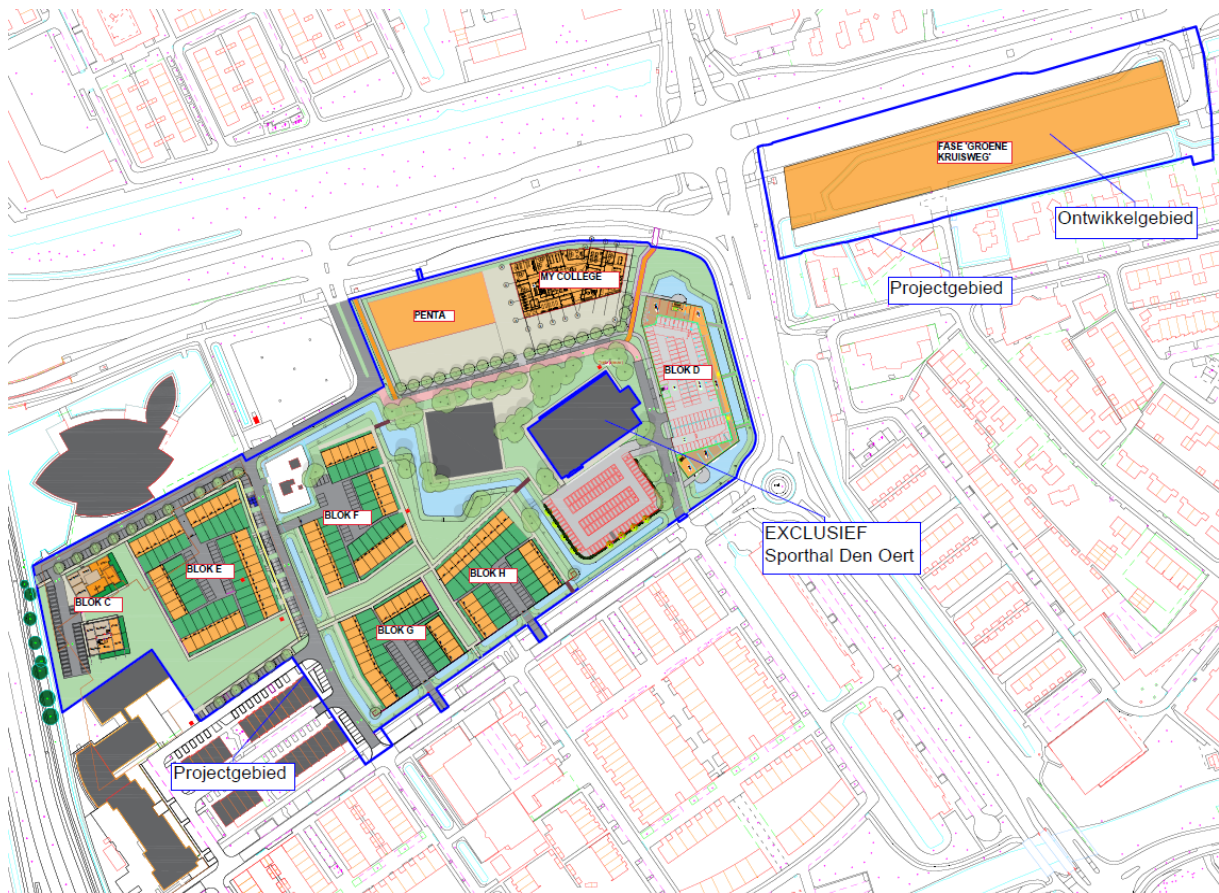 FASE 'GROENE
KRUISWEG'
Ontwikkelgebied
Projectgebied
MY COLLEGE
PENTA
BLOK D
BLOK F
EXCLUSIEF
Sporthal Den Oert
BLOK E
BLOK H
BLOK C
BLOK G
Projectgebied